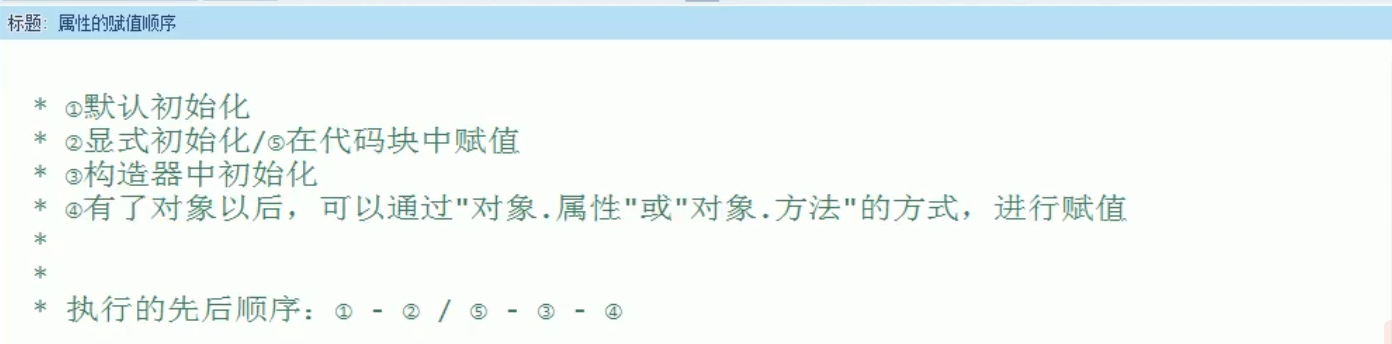 标题: 属性的赋值顺序
* ①默认初始化
* ②显式初始化/⑤在代码块中赋值
* ③构造器中初始化
* ④有了对象以后，可以通过"对象.属性"或"对象.方法"的方式，进行赋值
*
*
* 执行的先后顺序：① - ② / ⑤ - ③ - ④